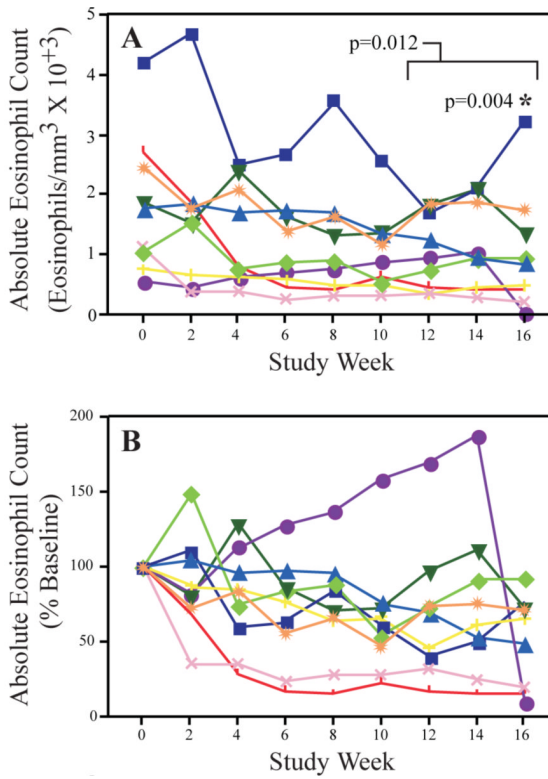 A
5
4
3
2
1
0
p=0.012
p=0.004 *
Absolute Eosinophil Count
(Eosinophils/mm³ X 10⁺³)
0 2 4 6 8 10 12 14 16
Study Week
B
200
150
100
50
0
Absolute Eosinophil Count
(% Baseline)
0 2 4 6 8 10 12 14 16
Study Week